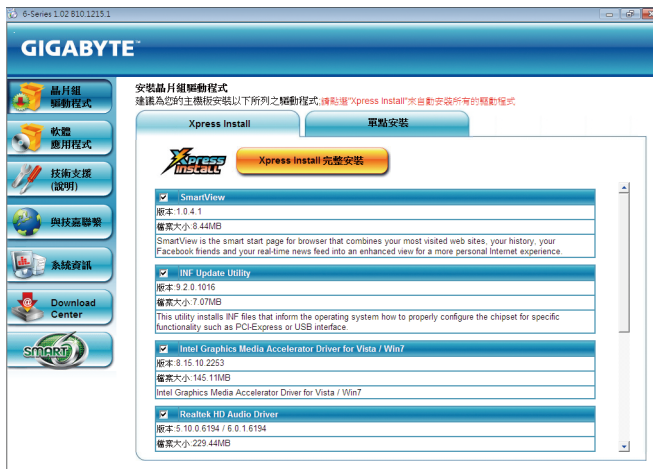 6-Series 1.02 B10.1215.1
GIGABYTE™
晶片組
驅動程式
軟體
應用程式
技術支援
(說明)
與技嘉聯繫
系統資訊
Download
Center
SMART
安裝晶片組驅動程式
建議為您的主機板安裝以下所列之驅動程式;請點選"Xpress Install"來自動安裝所有的驅動程式
Xpress Install
單點安裝
Xpress
INSTALL
Xpress Install 完整安裝
SmartView
版本:1.0.4.1
檔案大小:8.44MB
SmartView is the smart start page for browser that combines your most visited web sites, your history, your
Facebook friends and your real-time news feed into an enhanced view for a more personal Internet experience.
INF Update Utility
版本:9.2.0.1016
檔案大小:7.07MB
This utility installs INF files that inform the operating system how to properly configure the chipset for specific
functionality such as PCI-Express or USB interface.
Intel Graphics Media Accelerator Driver for Vista / Win7
版本:8.15.10.2253
檔案大小:145.11MB
Intel Graphics Media Accelerator Driver for Vista / Win7
Realtek HD Audio Driver
版本:5.10.0.6194 / 6.0.1.6194
檔案大小:229.44MB